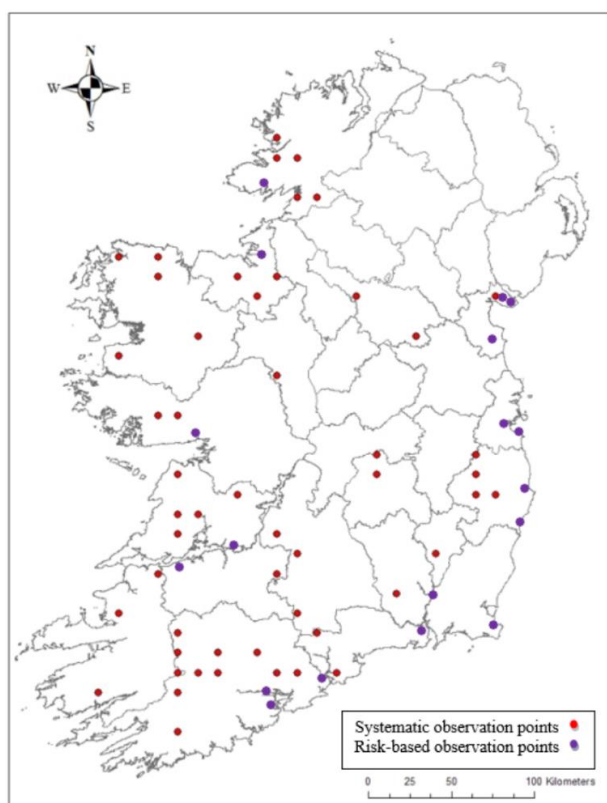 N
W E
S
Systematic observation points
Risk-based observation points
0 25 50 100 Kilometers